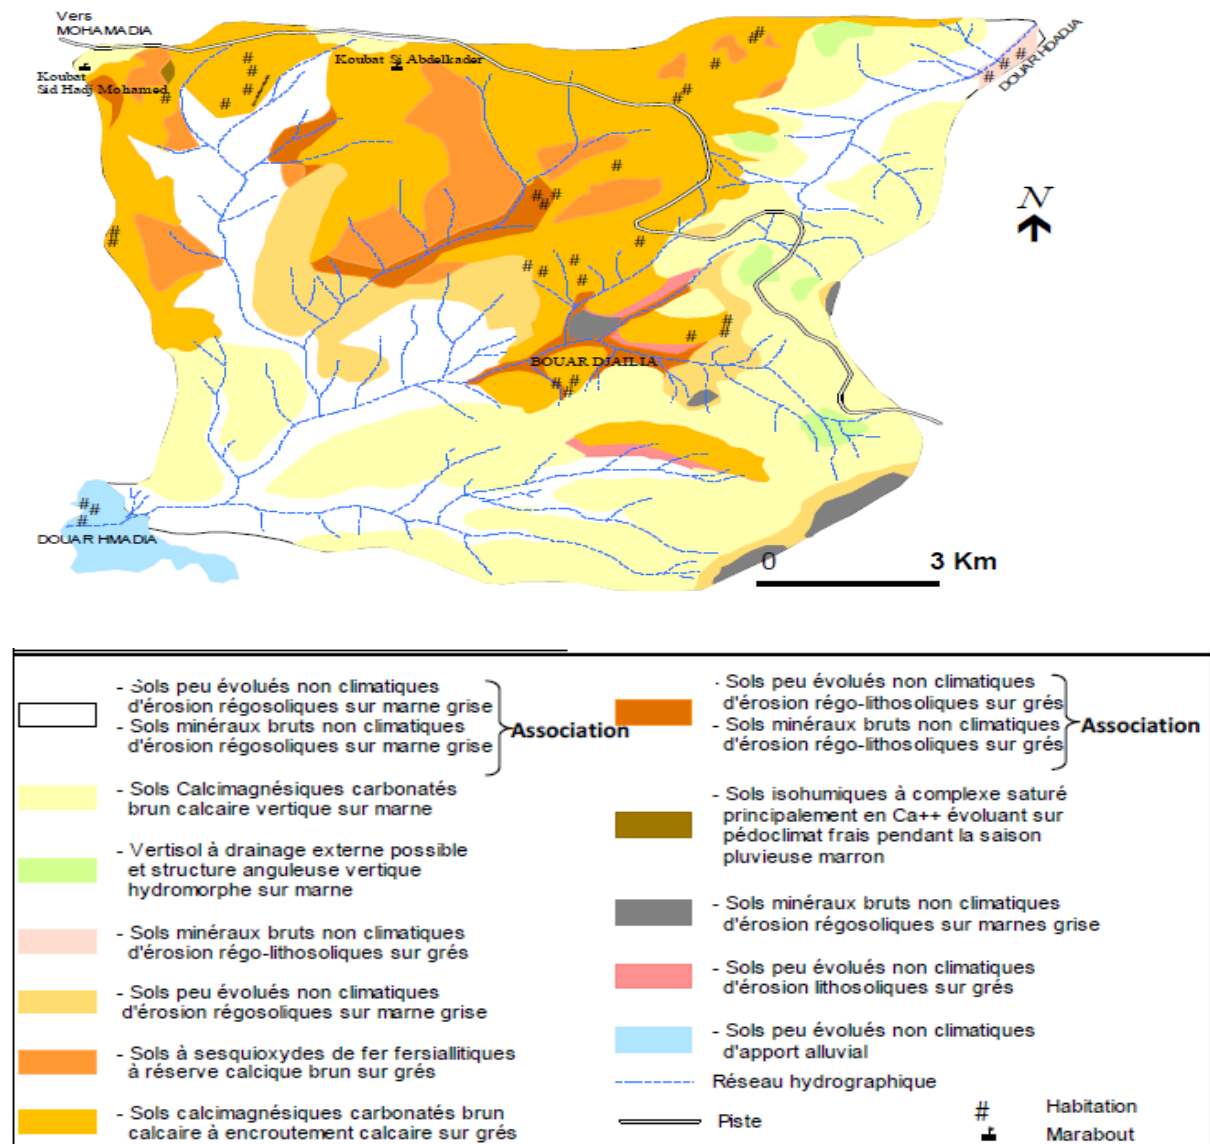 Vers
MOHAMADIA
Koubat
Sid Hadj Mohamed
Koubat Si Abdelkader
DOUAR HDADJA
N
BOUAR DJAILIA
DOUAR HMADIA
0 3 Km
- Sols peu évolués non climatiques
d'érosion régosoliques sur marne grise
- Sols minéraux bruts non climatiques
d'érosion régosoliques sur marne grise
Association
- Sols Calcimagnésiques carbonatés
brun calcaire vertique sur marne
- Vertisol à drainage externe possible
et structure anguleuse vertique
hydromorphe sur marne
- Sols minéraux bruts non climatiques
d'érosion régo-lithosoliques sur grés
- Sols peu évolués non climatiques
d'érosion régosoliques sur marne grise
- Sols à sesquioxydes de fer fersiallitiques
à réserve calcique brun sur grés
- Sols calcimagnésiques carbonatés brun
calcaire à encroutement calcaire sur grés
- Sols peu évolués non climatiques
d'érosion régo-lithosoliques sur grés
- Sols minéraux bruts non climatiques
d'érosion régo-lithosoliques sur grés
Association
- Sols isohumiques à complexe saturé
principalement en Ca++ évoluant sur
pédoclimat frais pendant la saison
pluvieuse marron
- Sols minéraux bruts non climatiques
d'érosion régosoliques sur marnes grise
- Sols peu évolués non climatiques
d'érosion lithosoliques sur grés
- Sols peu évolués non climatiques
d'apport alluvial
Réseau hydrographique
Piste
# Habitation
Marabout